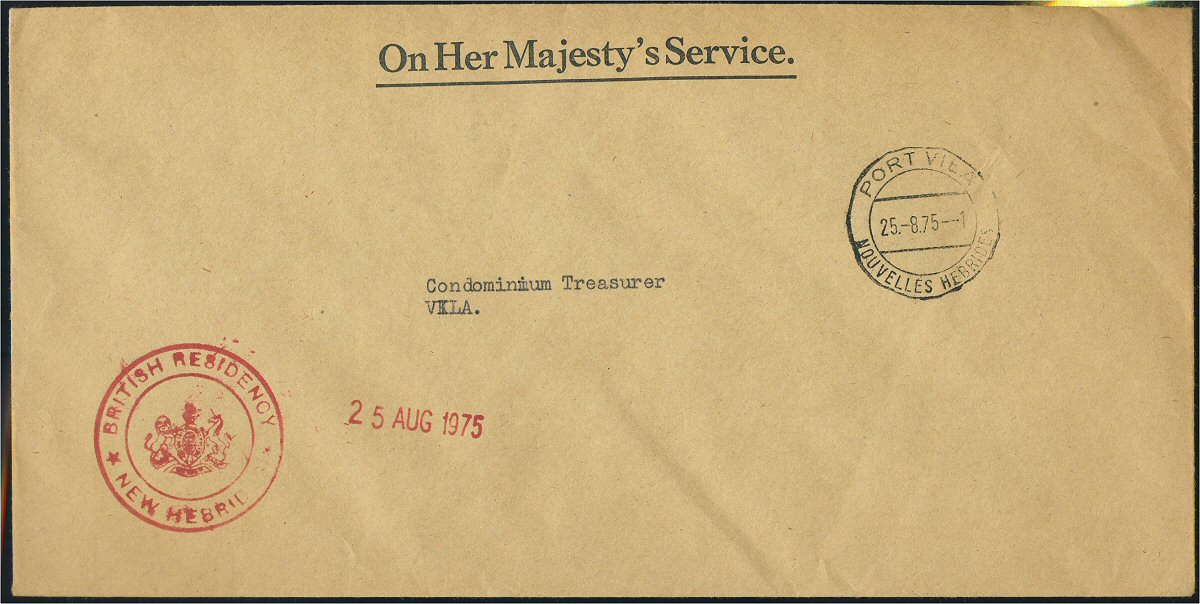 On Her Majesty's Service.
PORT VILA
25.-8.75--1
NOUVELLES HEBRIDES
Condominium Treasurer
VILA.
BRITISH RESIDENCY
NEW HEBRID
25 AUG 1975